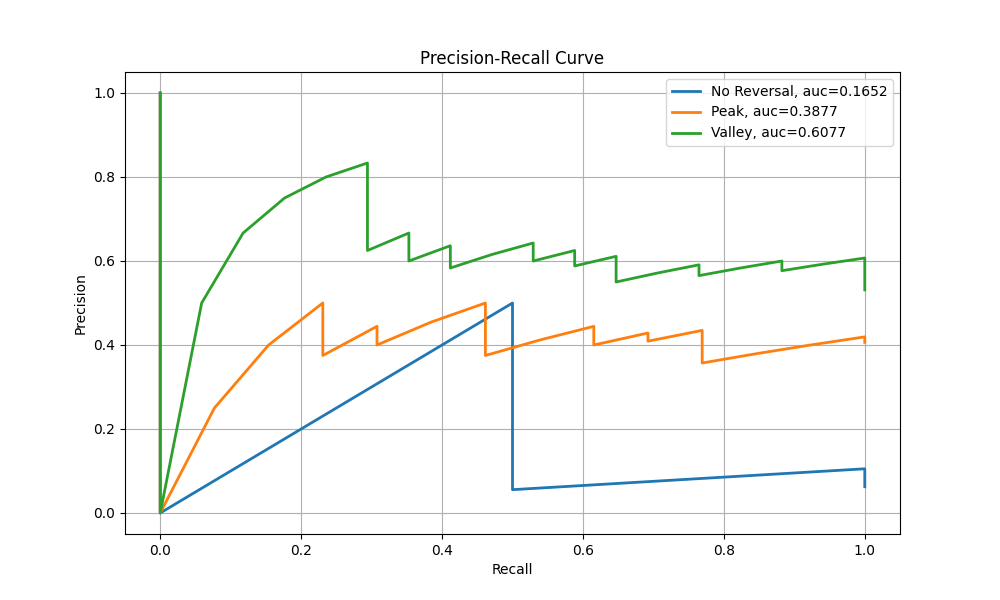 Precision-Recall Curve
No Reversal, auc=0.1652
Peak, auc=0.3877
Valley, auc=0.6077
Precision
1.0
0.8
0.6
0.4
0.2
0.0
0.0 0.2 0.4 0.6 0.8 1.0
Recall